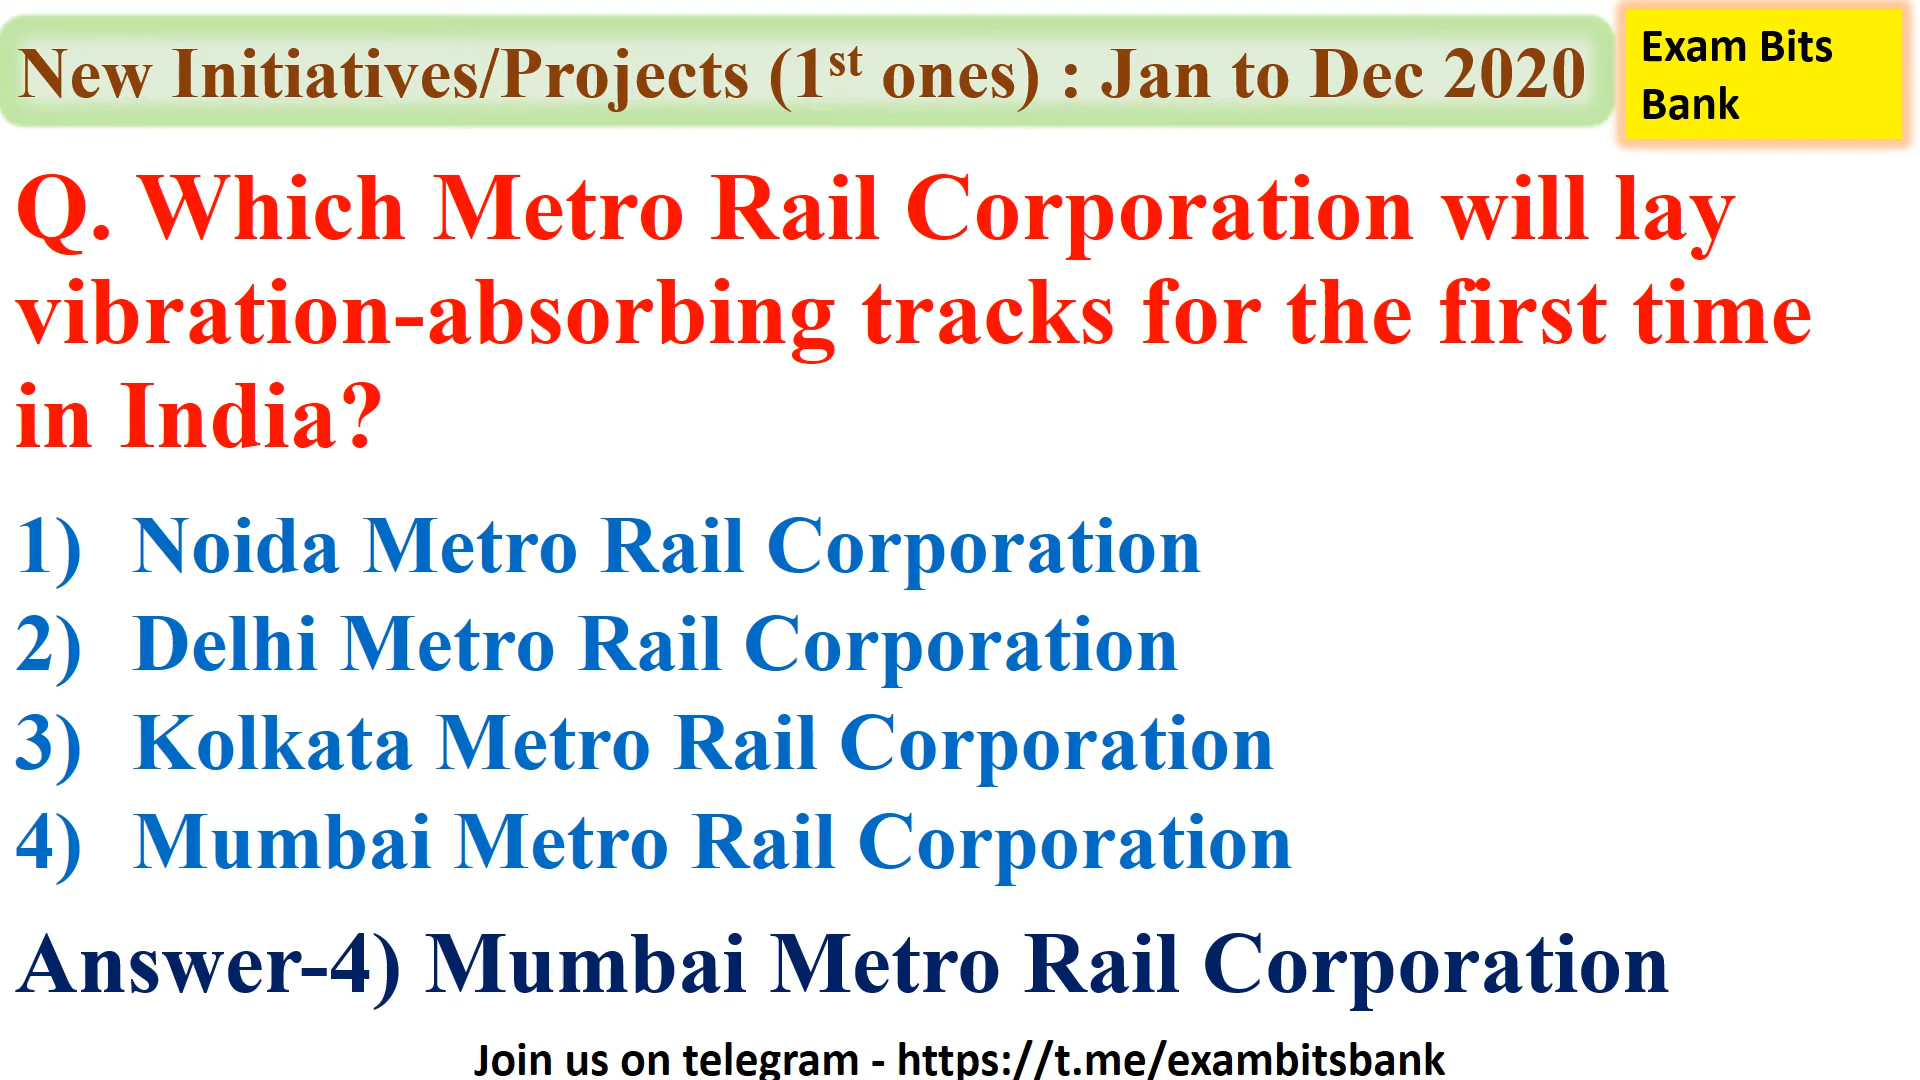 New Initiatives/Projects (1st ones) : Jan to Dec 2020
Exam Bits
Bank
Q. Which Metro Rail Corporation will lay
vibration-absorbing tracks for the first time
in India?
1) Noida Metro Rail Corporation
2) Delhi Metro Rail Corporation
3) Kolkata Metro Rail Corporation
4) Mumbai Metro Rail Corporation
Answer-4) Mumbai Metro Rail Corporation
Join us on telegram - https://t.me/exambitsbank